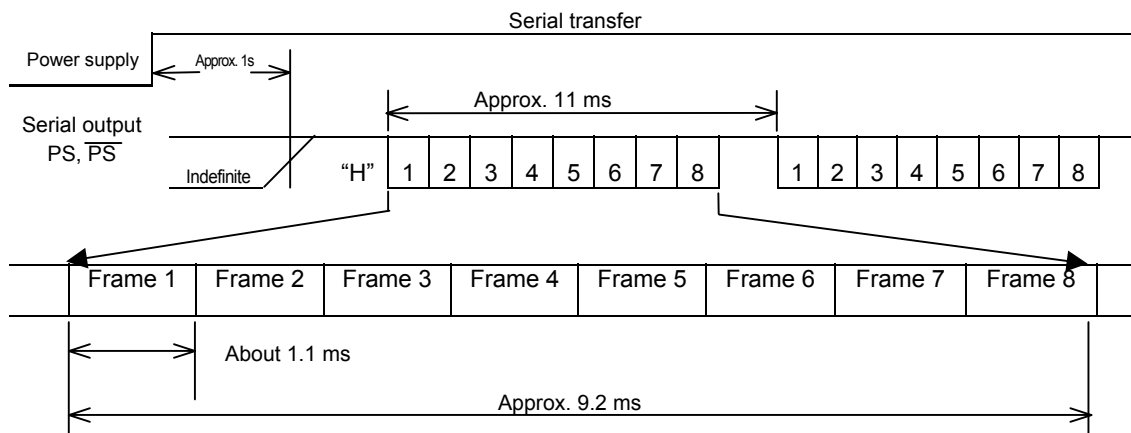 Serial transfer
Power supply
Approx. 1s
Approx. 11 ms
Serial output
PS, P̅S̅
Indefinite
“H” 1 2 3 4 5 6 7 8 1 2 3 4 5 6 7 8
Frame 1 Frame 2 Frame 3 Frame 4 Frame 5 Frame 6 Frame 7 Frame 8
About 1.1 ms
Approx. 9.2 ms